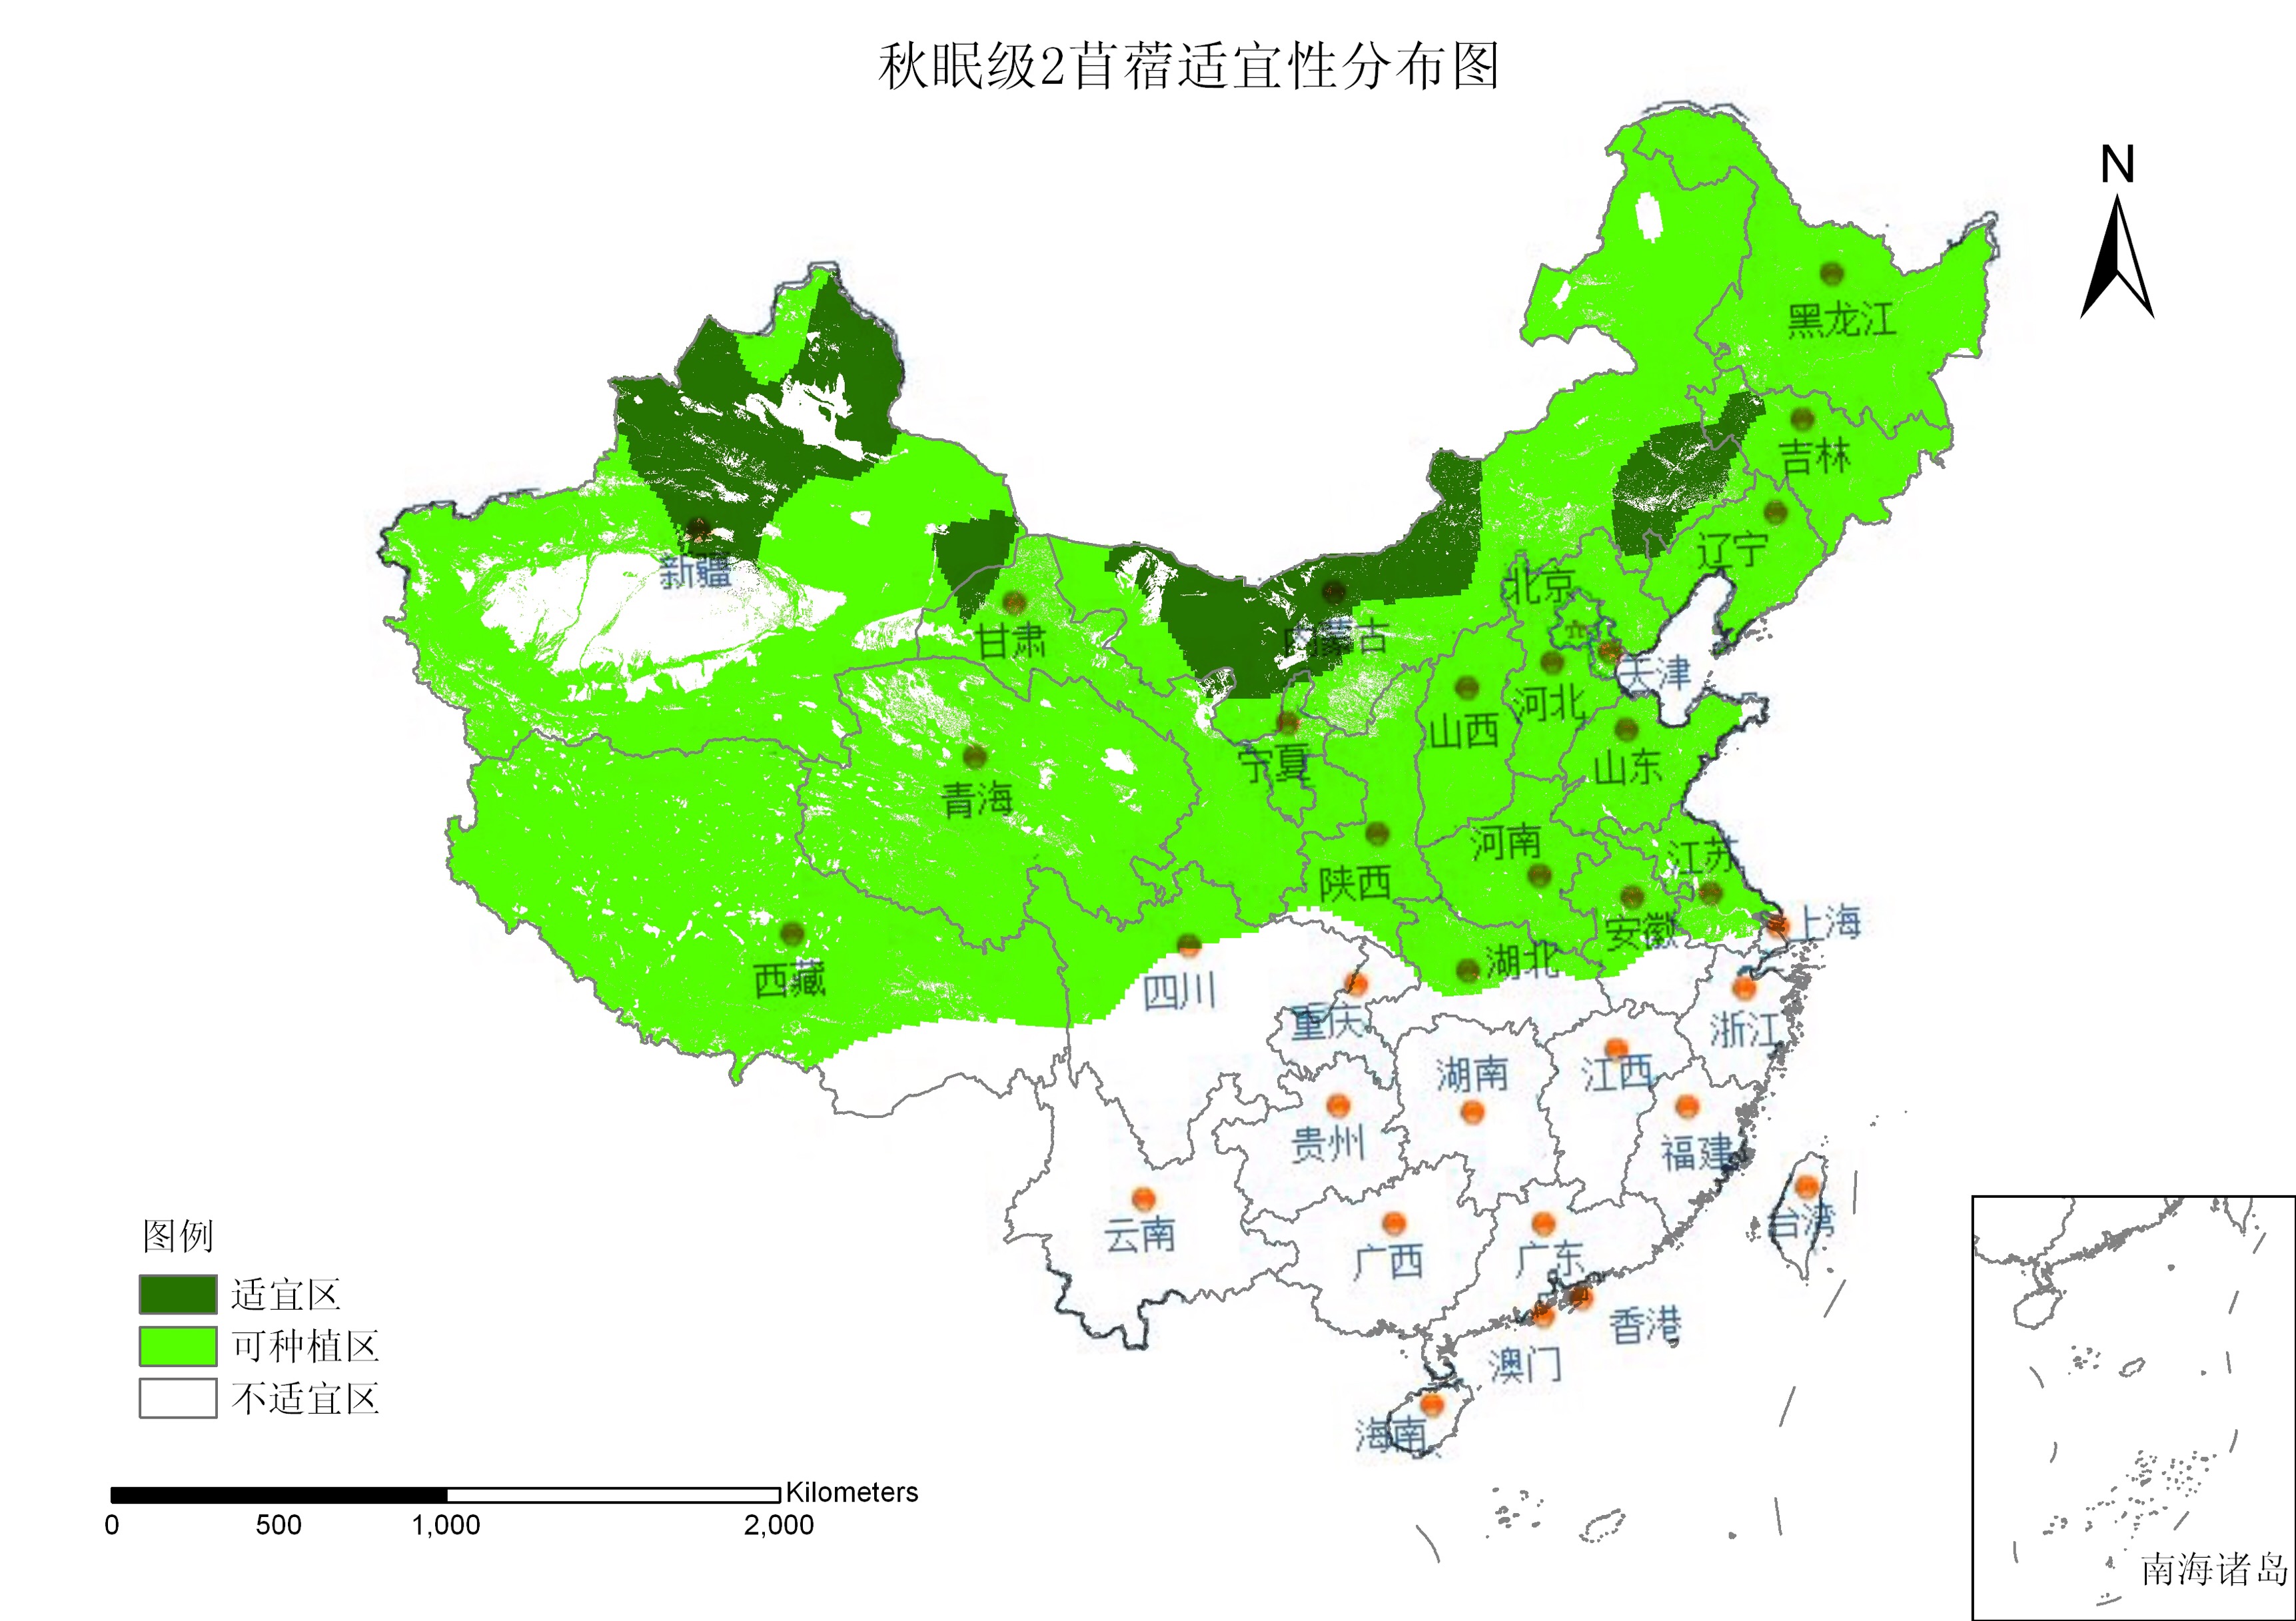 秋眠级2苜蓿适宜性分布图
N
黑龙江
吉林
辽宁
新疆
北京
甘肃
内蒙古
天津
河北
山西
宁夏
山东
青海
河南
江苏
陕西
上海
安徽
湖北
西藏
四川
重庆
浙江
湖南
江西
贵州
福建
台湾
云南
广西
广东
香港
澳门
海南
图例
适宜区
可种植区
不适宜区
Kilometers
0 500 1,000 2,000
南海诸岛